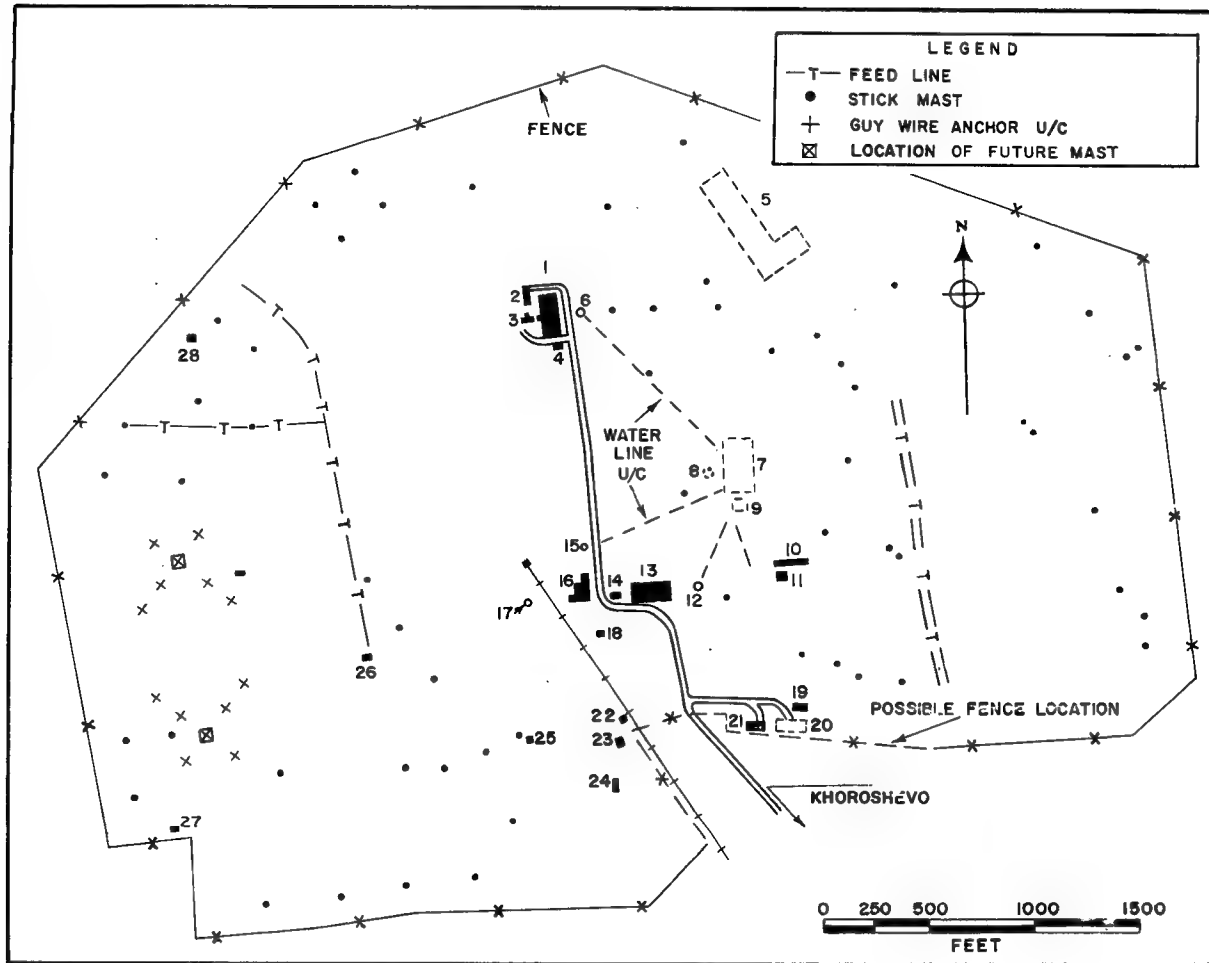 LEGEND
T FEED LINE
STICK MAST
GUY WIRE ANCHOR U/C
LOCATION OF FUTURE MAST
FENCE
5
N
1
2
6
3
4
28
T
T
T
T T T
T
T
T
T
T
WATER
LINE
U/C
8
7
9
T
T
T
10
11
15
16
14
13
12
17
18
26
19
POSSIBLE FENCE LOCATION
22
21
20
25
23
24
KHOROSHEVO
27
0 250 500 1000 1500
FEET